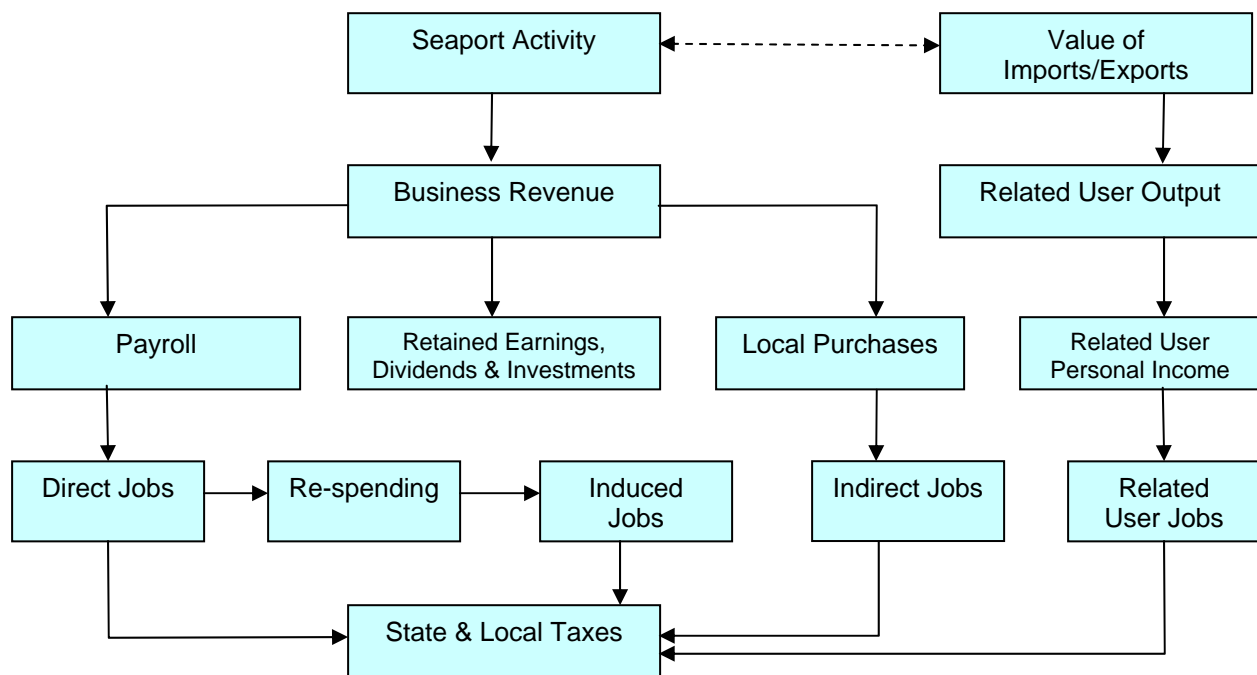 Seaport Activity
Value of
Imports/Exports
Business Revenue
Related User Output
Payroll
Retained Earnings,
Dividends & Investments
Local Purchases
Related User
Personal Income
Direct Jobs
Re-spending
Induced
Jobs
Indirect Jobs
Related
User Jobs
State & Local Taxes